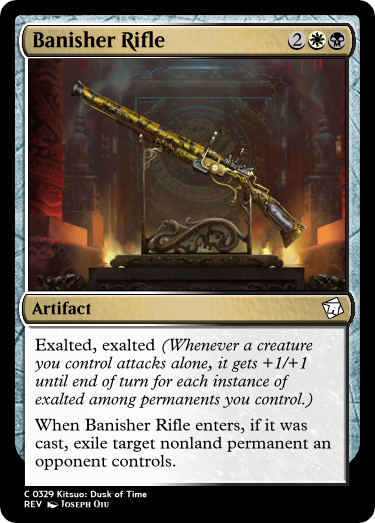 Banisher Rifle 2
Artifact
Exalted, exalted (Whenever a creature
you control attacks alone, it gets +1/+1
until end of turn for each instance of
exalted among permanents you control.)
When Banisher Rifle enters, if it was
cast, exile target nonland permanent an
opponent controls.
C 0329 Kitsuo: Dusk of Time
REV Joseph Qiu